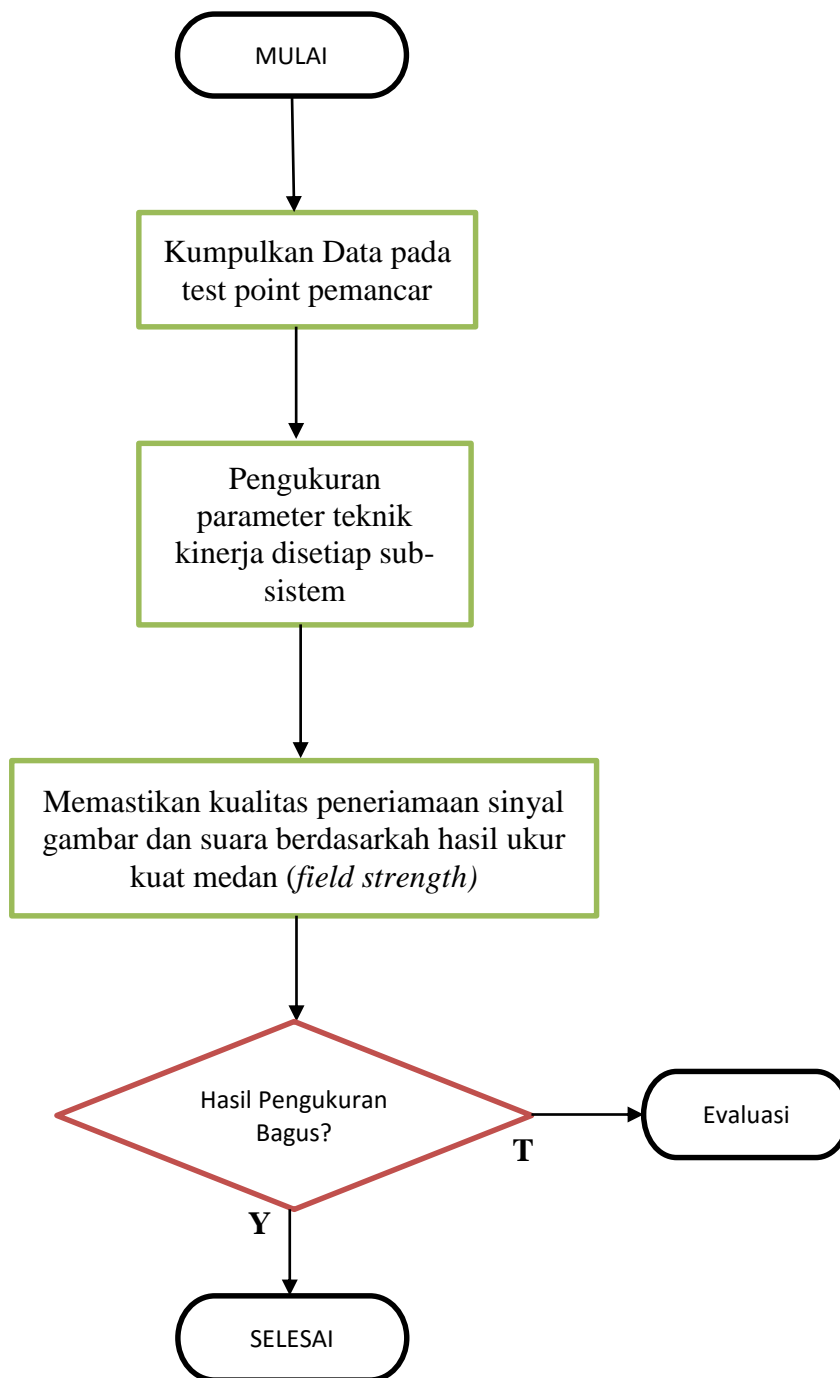 MULAI
Kumpulkan Data pada
test point pemancar
Pengukuran
parameter teknik
kinerja disetiap sub-
sistem
Memastikan kualitas peneriamaan sinyal
gambar dan suara berdasarkah hasil ukur
kuat medan (field strength)
Hasil Pengukuran
Bagus?
Evaluasi
T
Y
SELESAI